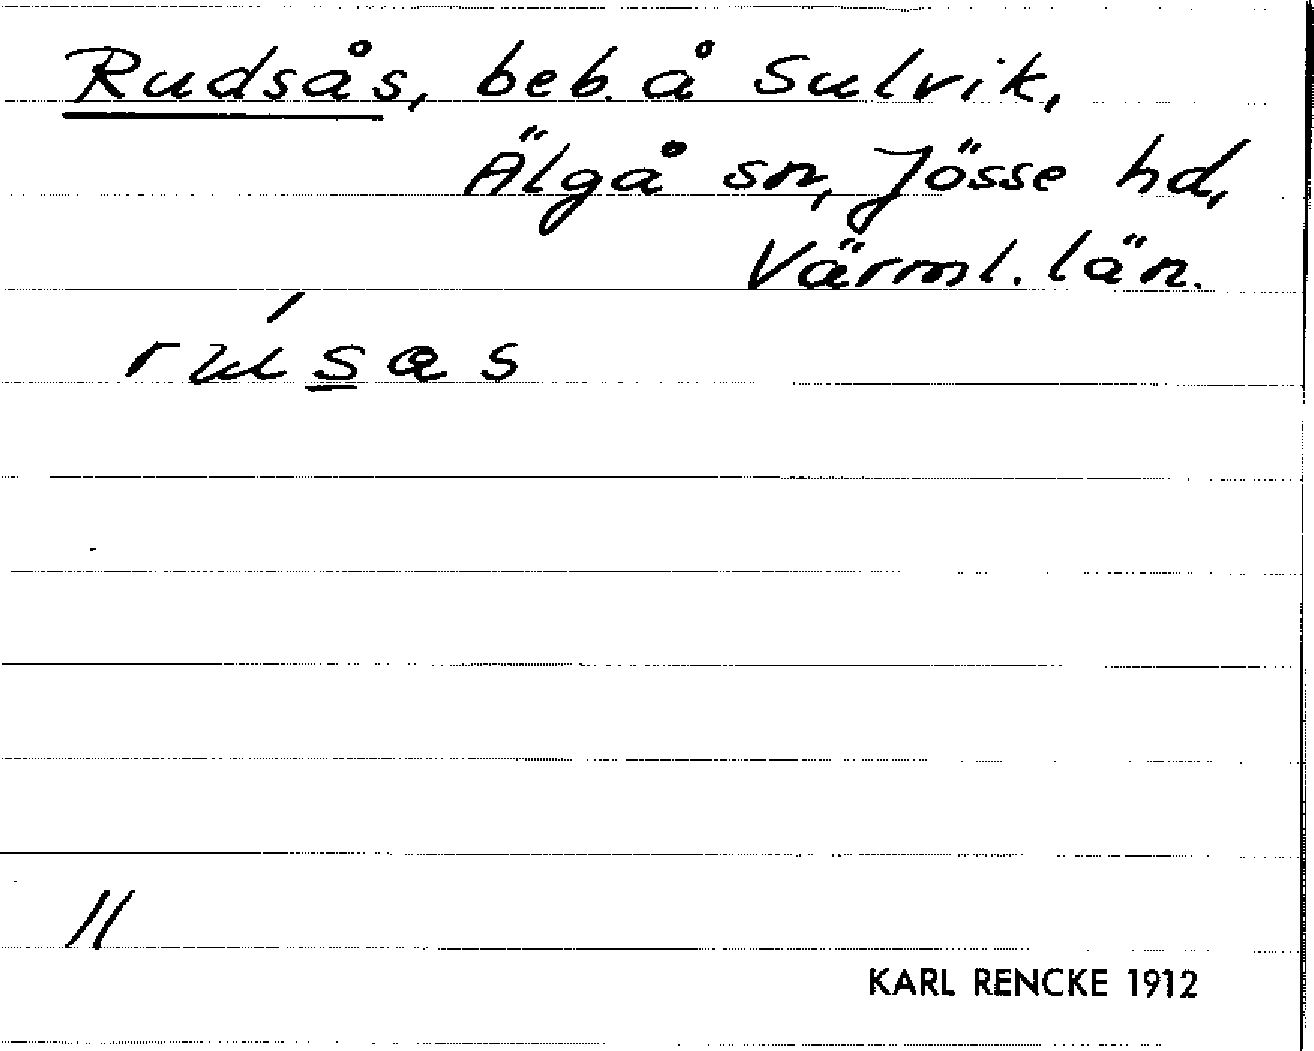 Rudsås, beb. å Sulvik,
Älgå sn, Jösse hd,
Värml. län.
rúsas
//
KARL RENCKE 1912